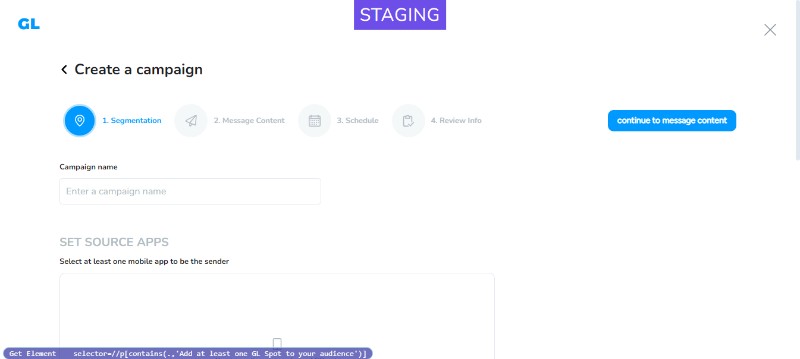 STAGING
GL
Create a campaign
1. Segmentation
2. Message Content
3. Schedule
4. Review Info
continue to message content
Campaign name
Enter a campaign name
SET SOURCE APPS
Select at least one mobile app to be the sender
Get Element selector=//p[contains(.,'Add at least one GL Spot to your audience')]